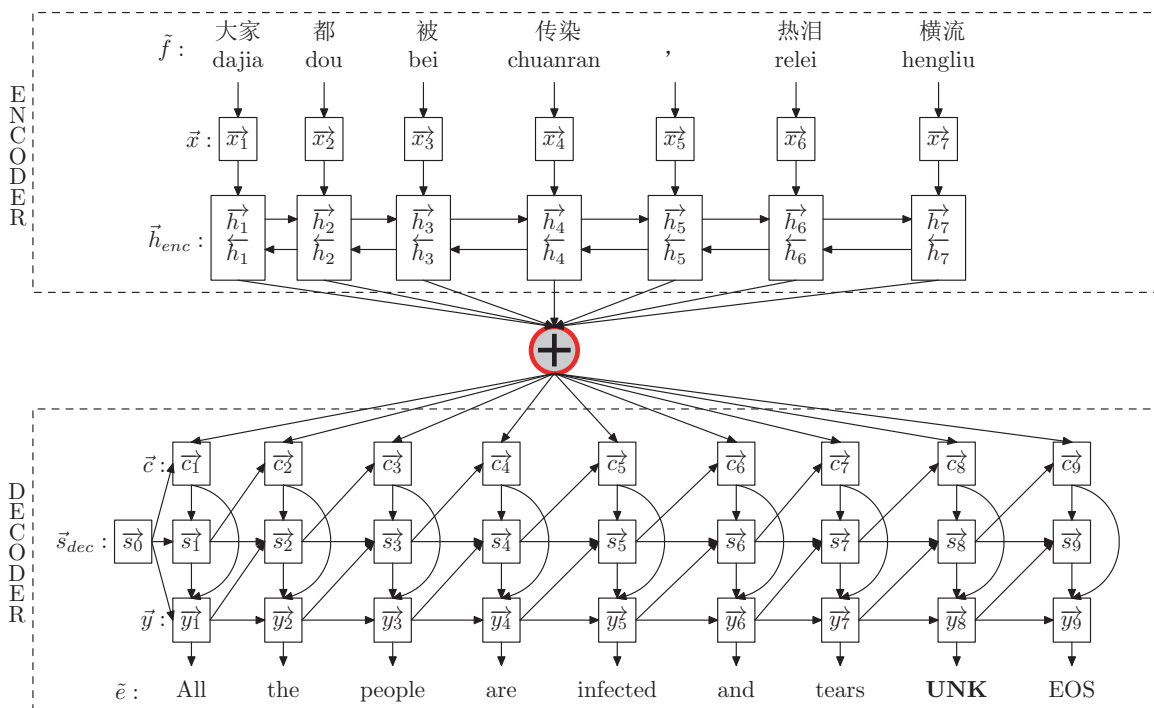 ENCODER
f̃ : 大家 都 被 传染 , 热泪 横流
dajia dou bei chuanran relei hengliu
x⃗ : x⃗₁ x⃗₂ x⃗₃ x⃗₄ x⃗₅ x⃗₆ x⃗₇
h⃗enc : h⃗₁ h⃗₂ h⃗₃ h⃗₄ h⃗₅ h⃗₆ h⃗₇
h⃖₁ h⃖₂ h⃖₃ h⃖₄ h⃖₅ h⃖₆ h⃖₇
+
DECODER
c⃗ : c⃗₁ c⃗₂ c⃗₃ c⃗₄ c⃗₅ c⃗₆ c⃗₇ c⃗₈ c⃗₉
s⃗dec : s⃗₀ s⃗₁ s⃗₂ s⃗₃ s⃗₄ s⃗₅ s⃗₆ s⃗₇ s⃗₈ s⃗₉
y⃗ : y⃗₁ y⃗₂ y⃗₃ y⃗₄ y⃗₅ y⃗₆ y⃗₇ y⃗₈ y⃗₉
ẽ : All the people are infected and tears UNK EOS